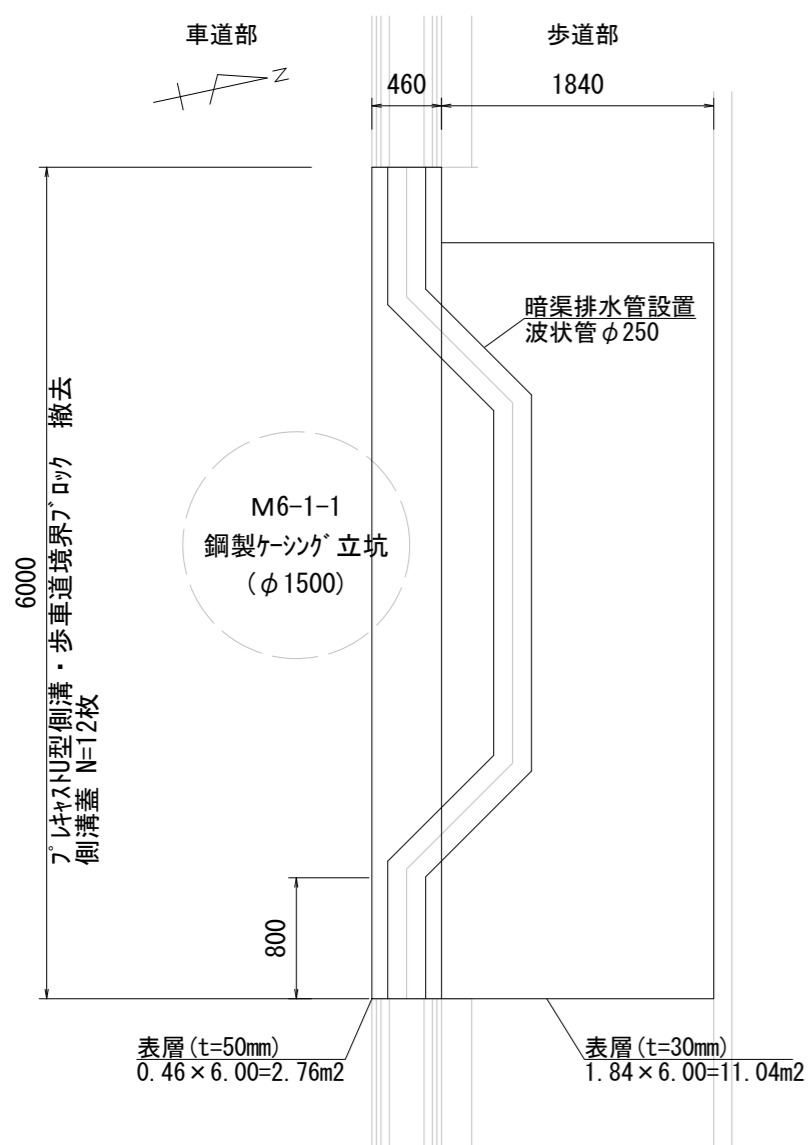 車道部
歩道部
N
460
1840
暗渠排水管設置
波状管φ250
6000
プレキャストU型側溝・歩車道境界ブロック 撤去
側溝蓋 N=12枚
M6-1-1
鋼製ケーシング立坑
(φ1500)
800
表層(t=50mm)
0.46×6.00=2.76m2
表層(t=30mm)
1.84×6.00=11.04m2